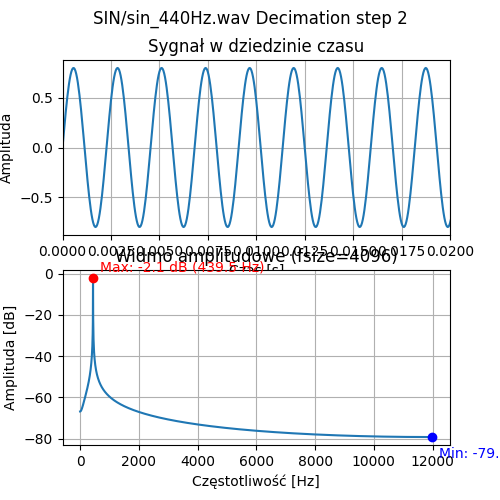 SIN/sin_440Hz.wav Decimation step 2
Sygnał w dziedzinie czasu
Amplituda
0.5
0.0
−0.5
0.0000 0.0025 0.0050 0.0075 0.0100 0.0125 0.0150 0.0175 0.0200
Widmo amplitudowe (fsize=4096)
Max: -2.1 dB (439.5 Hz)
Amplituda [dB]
0
−20
−40
−60
−80
Min: -79.
0 2000 4000 6000 8000 10000 12000
Częstotliwość [Hz]